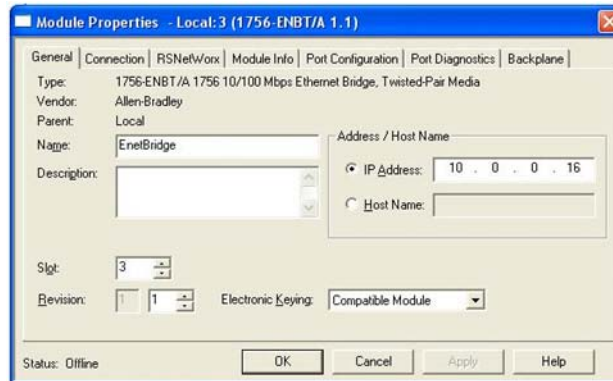 Module Properties - Local:3 (1756-ENBT/A 1.1)
General Connection RSNetWorx Module Info Port Configuration Port Diagnostics Backplane
Type: 1756-ENBT/A 1756 10/100 Mbps Ethernet Bridge, Twisted-Pair Media
Vendor: Allen-Bradley
Parent: Local
Name: EnetBridge
Description:
Address / Host Name
IP Address: 10 . 0 . 0 . 16
Host Name:
Slot: 3
Revision: 1 1 Electronic Keying: Compatible Module
Status: Offline OK Cancel Apply Help